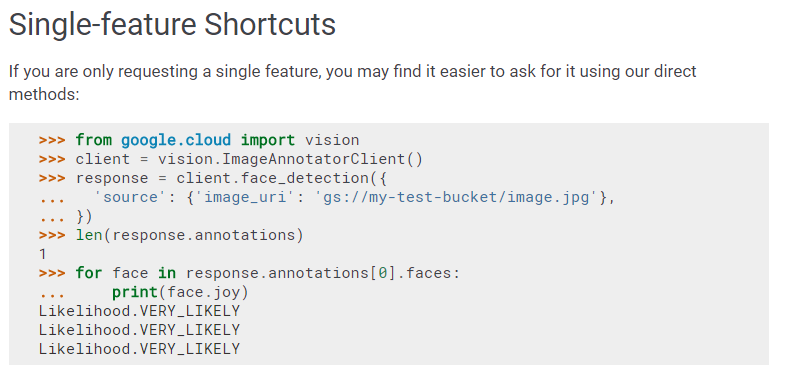 Single-feature Shortcuts
If you are only requesting a single feature, you may find it easier to ask for it using our direct
methods:
>>> from google.cloud import vision
>>> client = vision.ImageAnnotatorClient()
>>> response = client.face_detection({
...   'source': {'image_uri': 'gs://my-test-bucket/image.jpg'},
... })
>>> len(response.annotations)
1
>>> for face in response.annotations[0].faces:
...     print(face.joy)
Likelihood.VERY_LIKELY
Likelihood.VERY_LIKELY
Likelihood.VERY_LIKELY